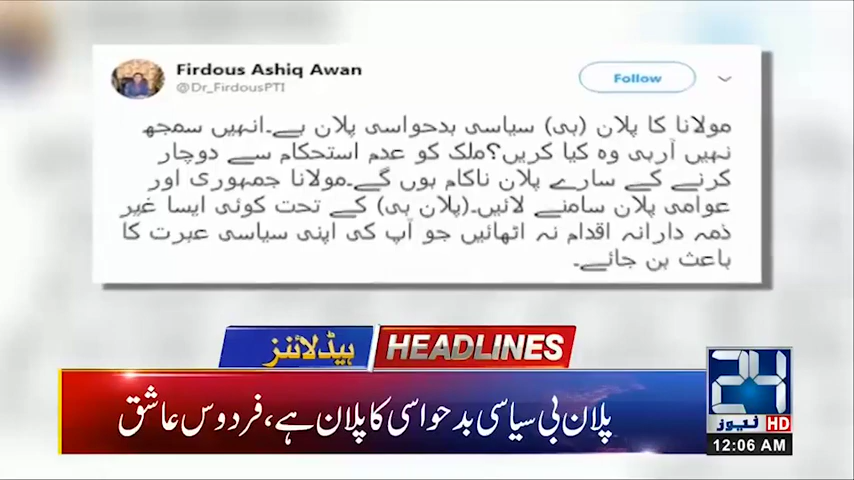 Firdous Ashiq Awan
@Dr_FirdousPTI
Follow
مولانا کا پلان (بی) سیاسی بدحواسی پلان ہے۔انہیں سمجھ
نہیں آرہی وہ کیا کریں؟ملک کو عدم استحکام سے دوچار
کرنے کے سارے پلان ناکام ہوں گے۔مولانا جمہوری اور
عوامی پلان سامنے لائیں۔(پلان بی) کے تحت کوئی ایسا غیر
ذمہ دارانہ اقدام نہ اٹھائیں جو آپ کی اپنی سیاسی عبرت کا
باعث بن جائے۔
ہیڈلائنز HEADLINES
پلان بی سیاسی بدحواسی کا پلان ہے، فردوس عاشق
24
نیوز HD
12:06 AM